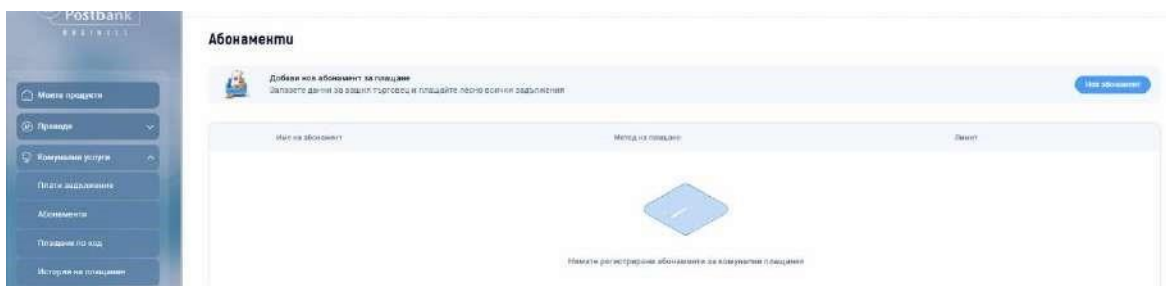 Postbank
BUSINESS
Моите продукти
Преводи
Комунални услуги
Плати задължение
Абонаменти
Плащане по код
История на плащания
Абонаменти
Добави нов абонамент за плащане
Запазете данни за вашия търговец и плащайте лесно всички задължения
Нов абонамент
Име на абонамент
Метод на плащане
Лимит
Нямате регистрирани абонаменти за комунални плащания